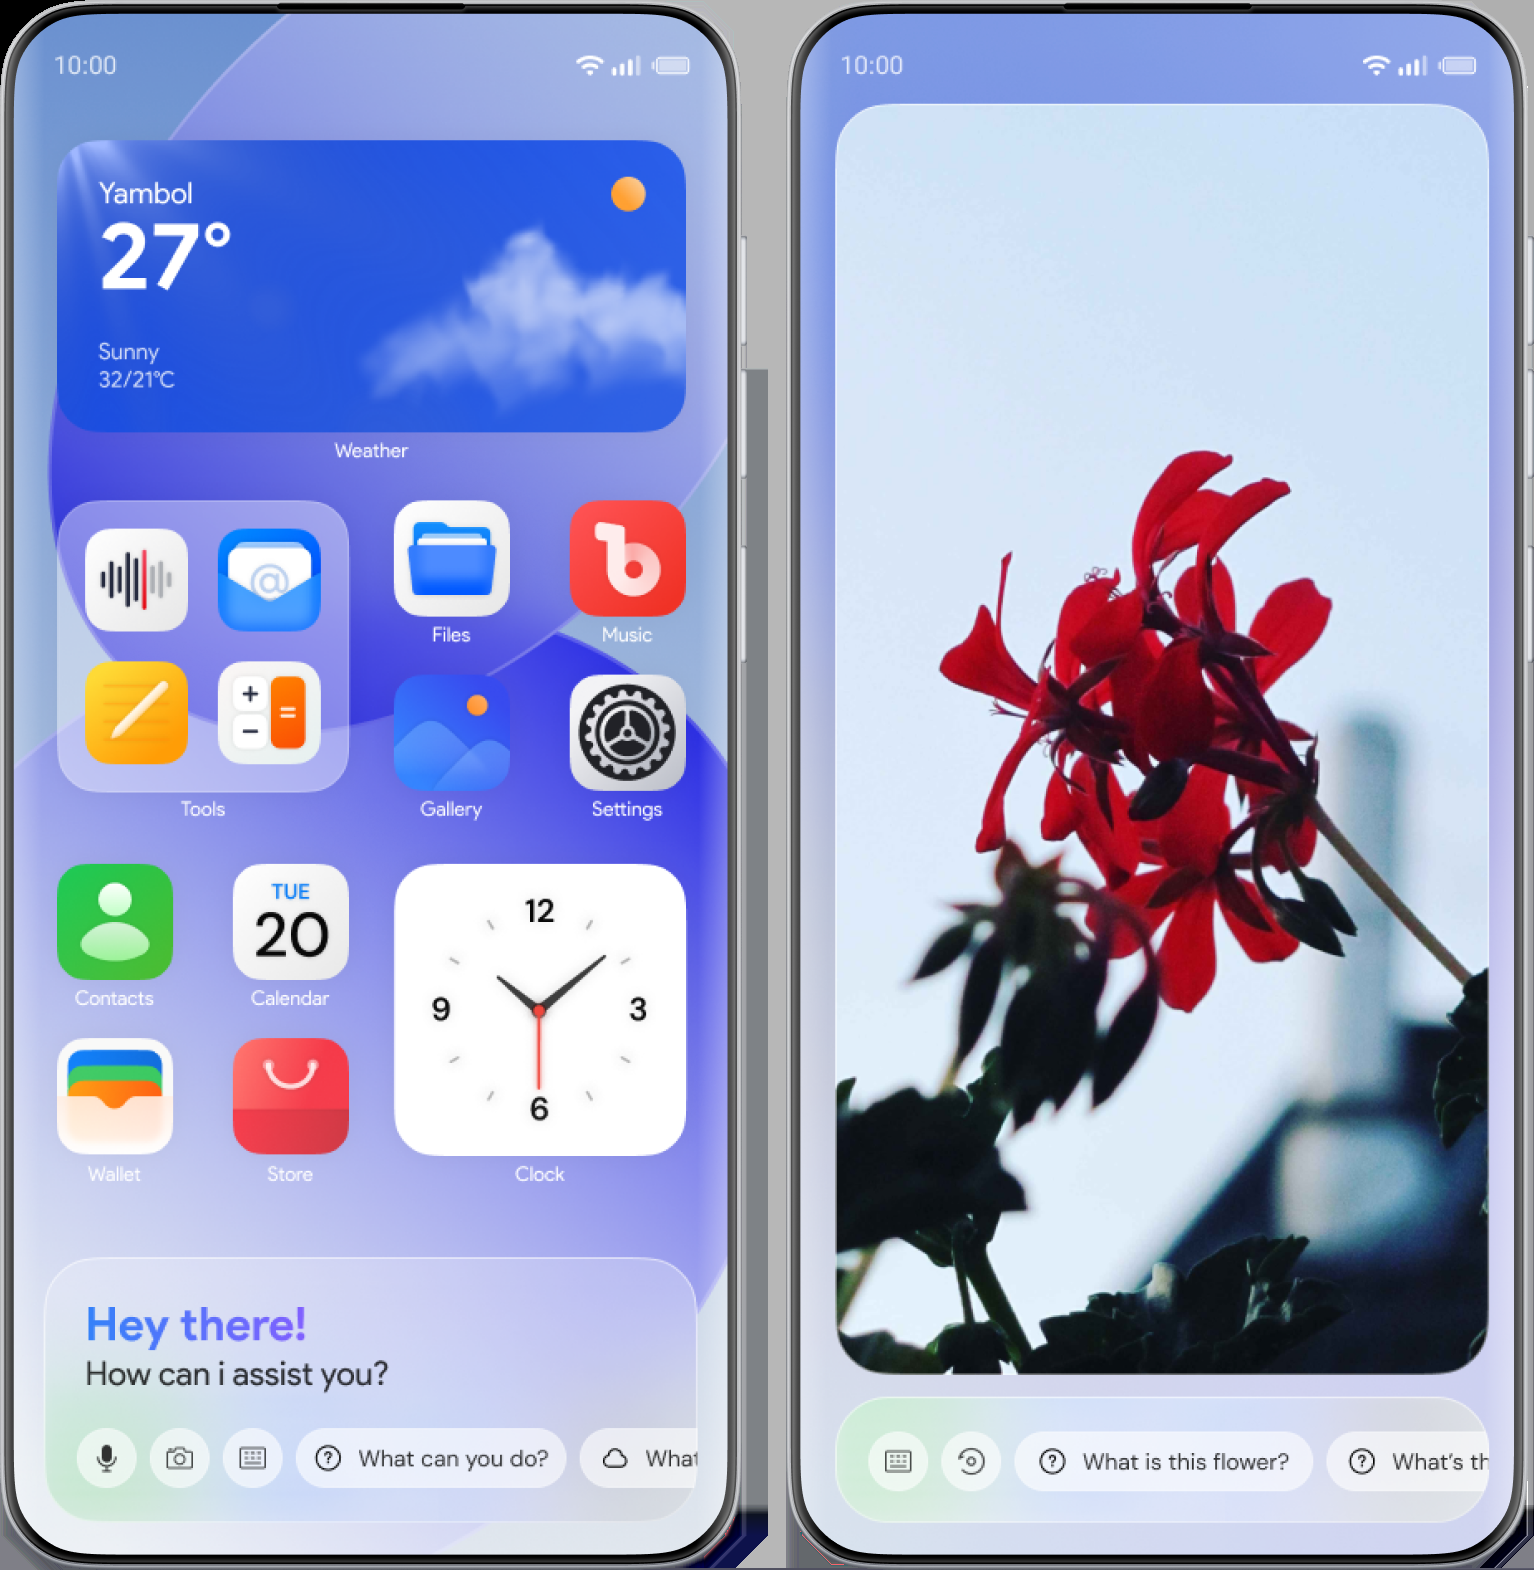 10:00
Yambol
27°
Sunny
32/21°C
Weather
@
+
=
−
Files
Music
Tools
Gallery
Settings
TUE
20
Contacts
Calendar
12
9
3
6
Wallet
Store
Clock
Hey there!
How can i assist you?
What can you do?
What
10:00
What is this flower?
What's th